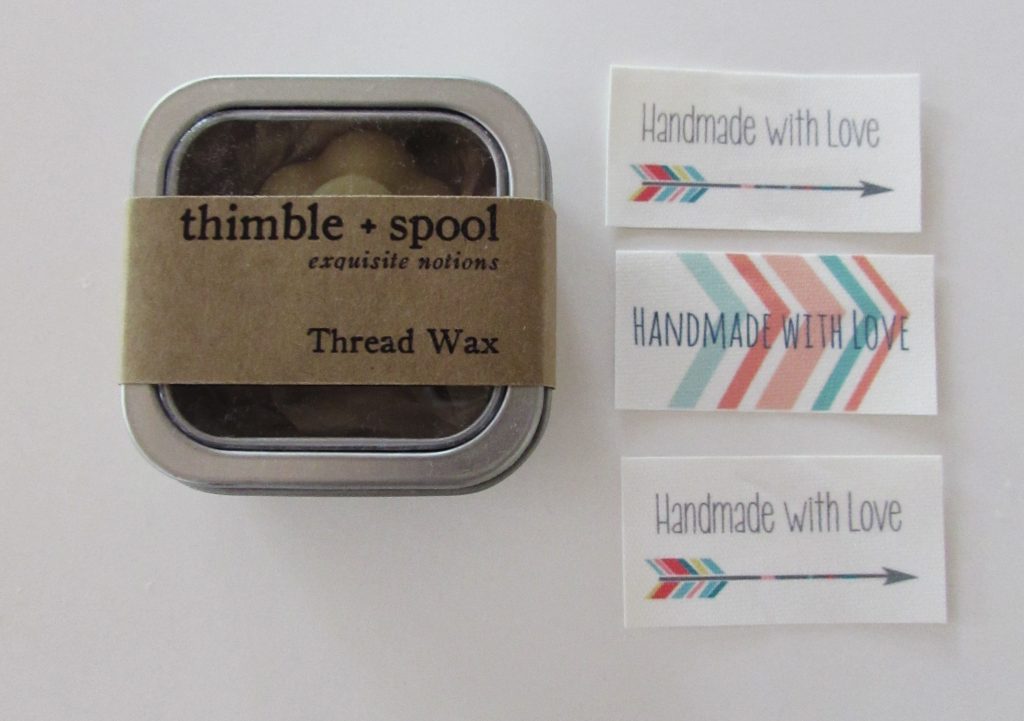 thimble + spool
exquisite notions
Thread Wax
Handmade with Love
HANDMADE WITH LOVE
Handmade with Love